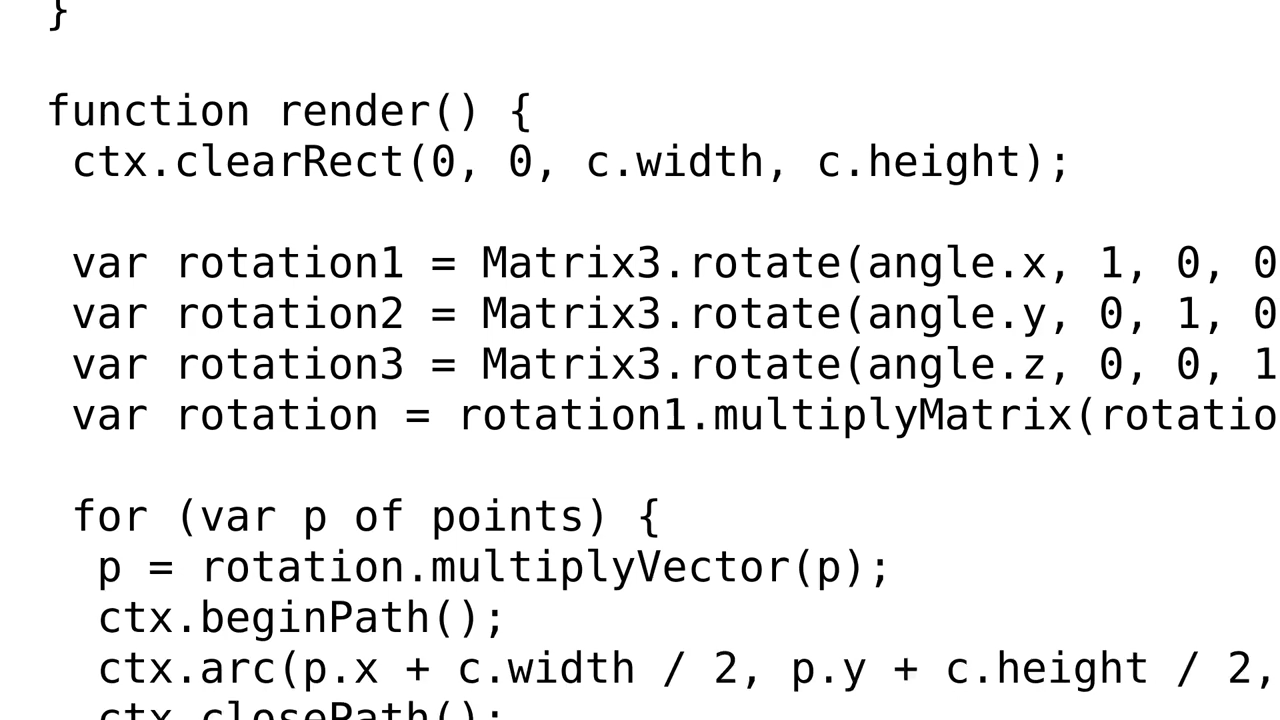 }
function render() {
ctx.clearRect(0, 0, c.width, c.height);
var rotation1 = Matrix3.rotate(angle.x, 1, 0, 0
var rotation2 = Matrix3.rotate(angle.y, 0, 1, 0
var rotation3 = Matrix3.rotate(angle.z, 0, 0, 1
var rotation = rotation1.multiplyMatrix(rotatio
for (var p of points) {
p = rotation.multiplyVector(p);
ctx.beginPath();
ctx.arc(p.x + c.width / 2, p.y + c.height / 2,
ctx.closePath();